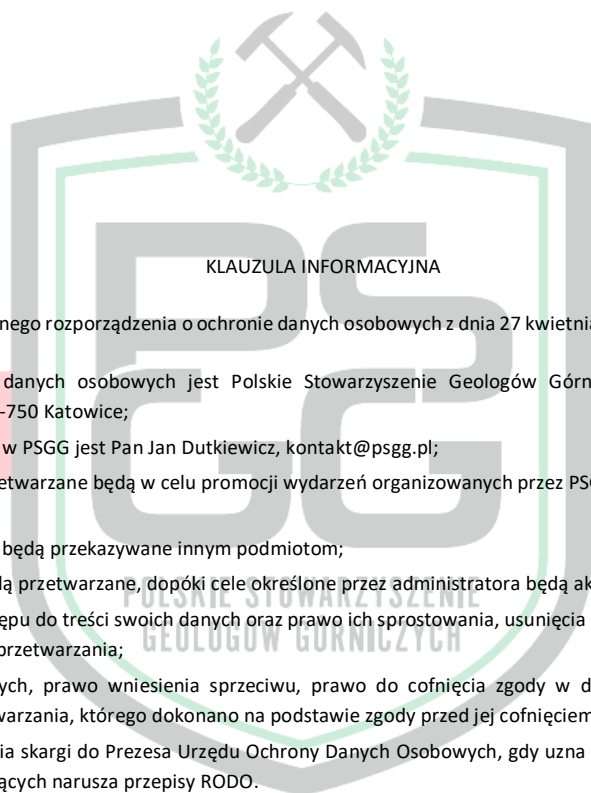 PS
GG
POLSKIE STOWARZYSZENIE
GEOLOGÓW GÓRNICZYCH
KLAUZULA INFORMACYJNA
nego rozporządzenia o ochronie danych osobowych z dnia 27 kwietnia
danych osobowych jest Polskie Stowarzyszenie Geologów Górn
-750 Katowice;
w PSGG jest Pan Jan Dutkiewicz, kontakt@psgg.pl;
etwarzane będą w celu promocji wydarzeń organizowanych przez PSG
będą przekazywane innym podmiotom;
ą przetwarzane, dopóki cele określone przez administratora będą ak
ępu do treści swoich danych oraz prawo ich sprostowania, usunięcia
przetwarzania;
ych, prawo wniesienia sprzeciwu, prawo do cofnięcia zgody w d
warzania, którego dokonano na podstawie zgody przed jej cofnięciem
ia skargi do Prezesa Urzędu Ochrony Danych Osobowych, gdy uzna
ących narusza przepisy RODO.